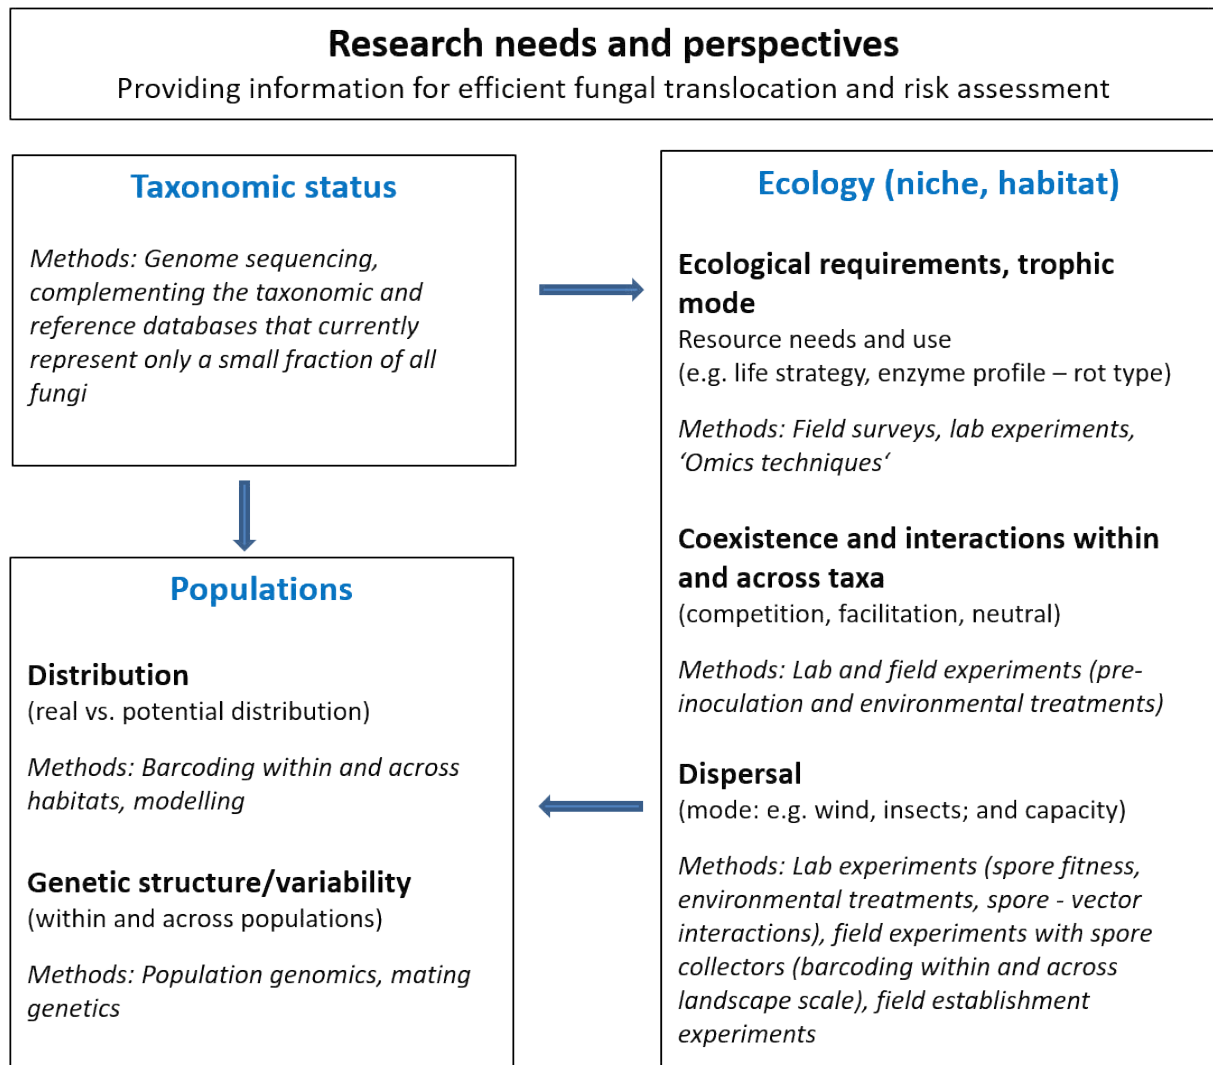 Research needs and perspectives
Providing information for efficient fungal translocation and risk assessment
Taxonomic status
Methods: Genome sequencing,
complementing the taxonomic and
reference databases that currently
represent only a small fraction of all
fungi
Populations
Distribution
(real vs. potential distribution)
Methods: Barcoding within and across
habitats, modelling
Genetic structure/variability
(within and across populations)
Methods: Population genomics, mating
genetics
Ecology (niche, habitat)
Ecological requirements, trophic
mode
Resource needs and use
(e.g. life strategy, enzyme profile – rot type)
Methods: Field surveys, lab experiments,
‘Omics techniques‘
Coexistence and interactions within
and across taxa
(competition, facilitation, neutral)
Methods: Lab and field experiments (pre-
inoculation and environmental treatments)
Dispersal
(mode: e.g. wind, insects; and capacity)
Methods: Lab experiments (spore fitness,
environmental treatments, spore - vector
interactions), field experiments with spore
collectors (barcoding within and across
landscape scale), field establishment
experiments